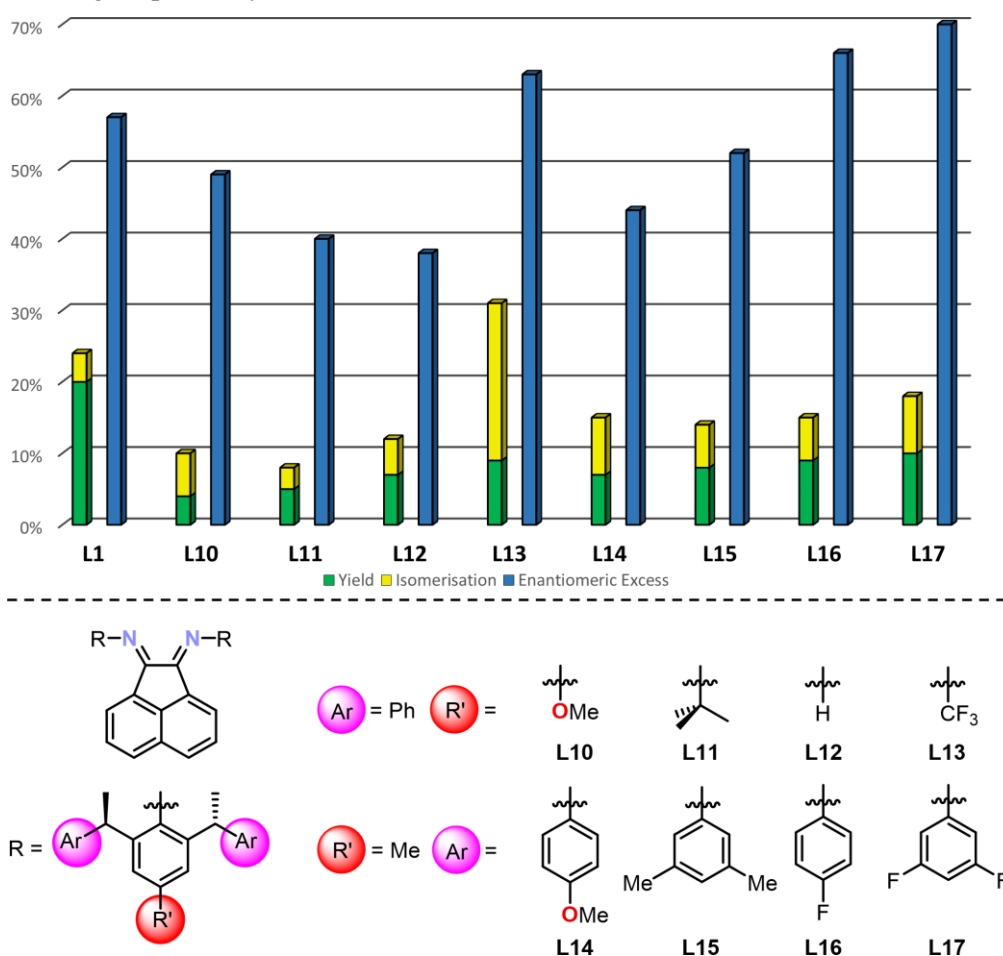 70%
60%
50%
40%
30%
20%
10%
0%
L1 L10 L11 L12 L13 L14 L15 L16 L17
Yield Isomerisation Enantiomeric Excess
R–N N–R
Ar = Ph R' =
OMe H CF3
L10 L11 L12 L13
R = Ar Ar
R'
R' = Me Ar =
OMe Me Me F F F
L14 L15 L16 L17